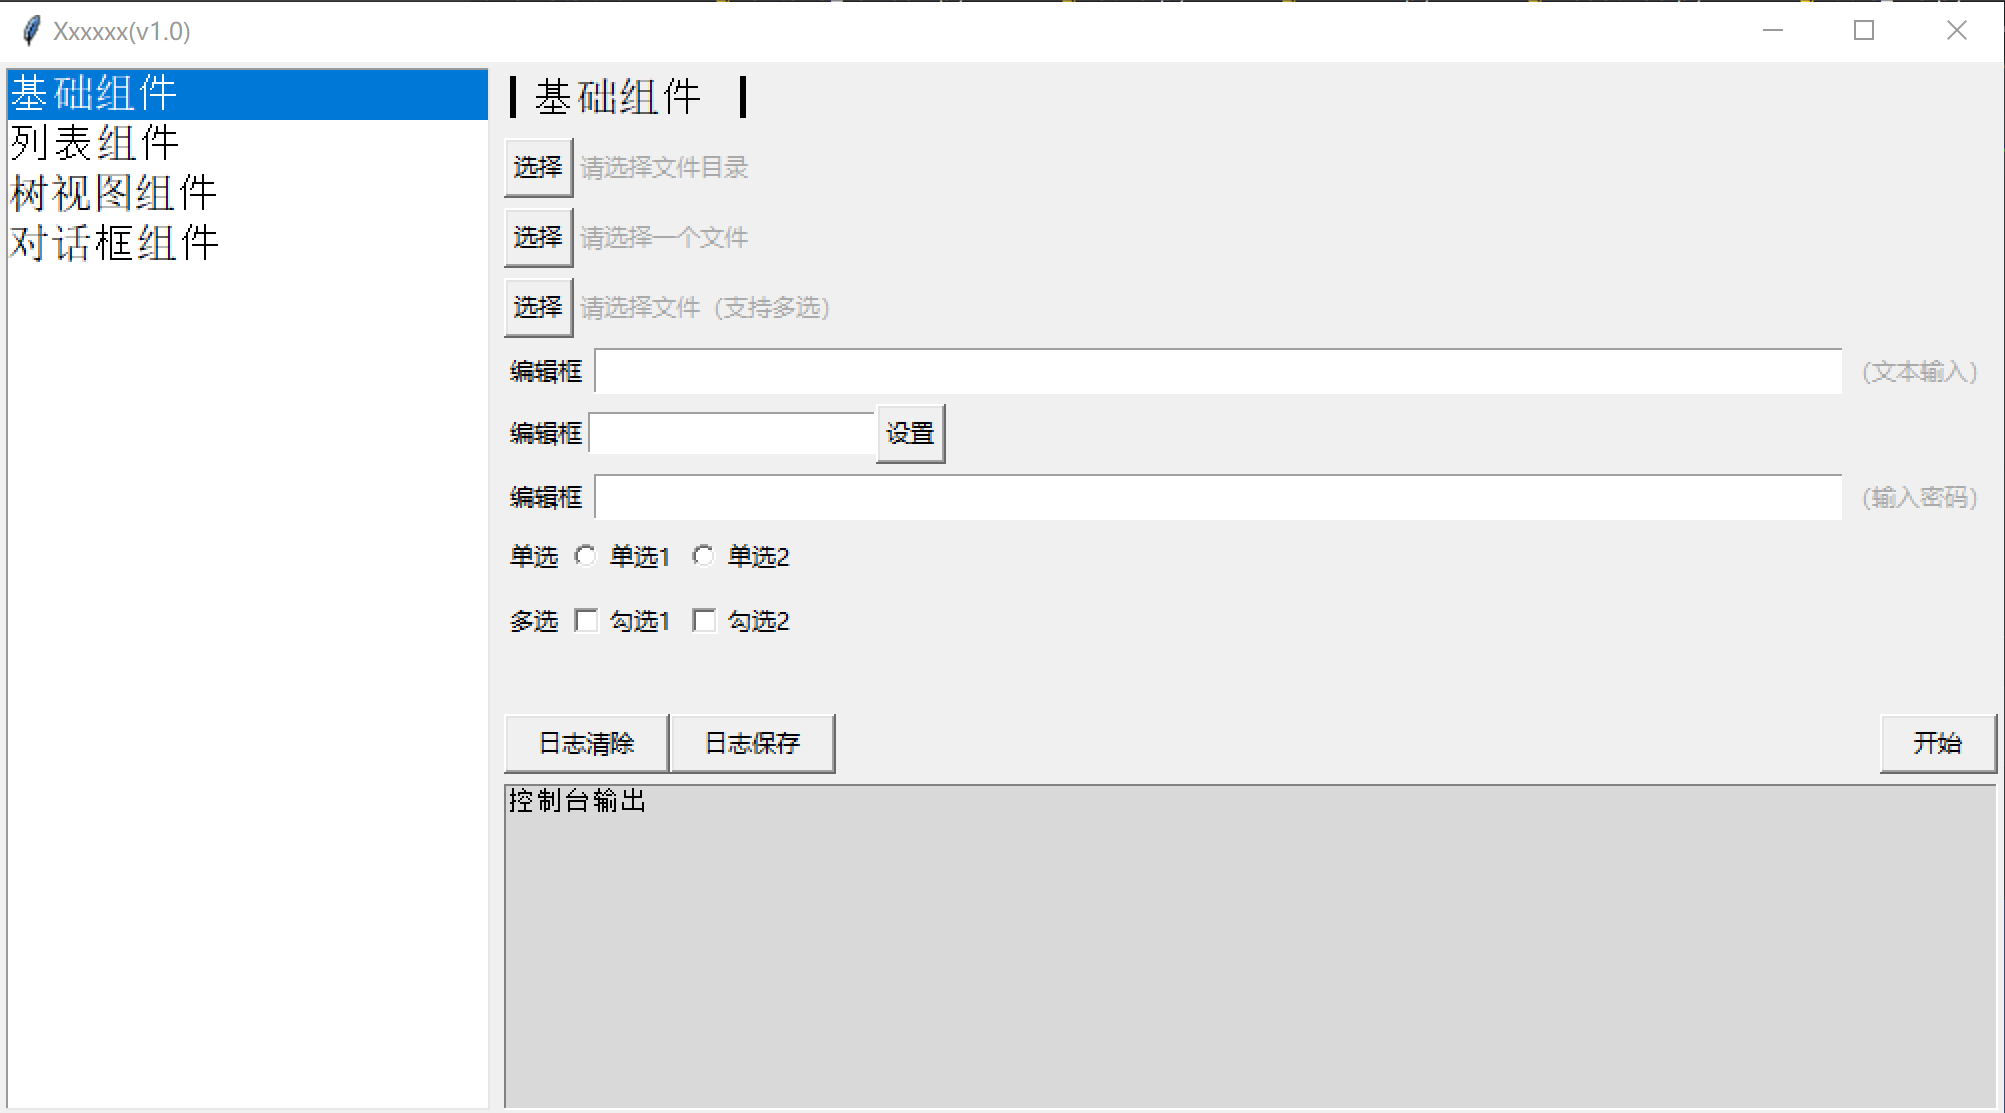 Xxxxxx(v1.0)
基础组件
列表组件
树视图组件
对话框组件
┃ 基础组件 ┃
选择 请选择文件目录
选择 请选择一个文件
选择 请选择文件（支持多选）
编辑框 （文本输入）
编辑框 设置
编辑框 （输入密码）
单选 单选1 单选2
多选 勾选1 勾选2
日志清除 日志保存 开始
控制台输出